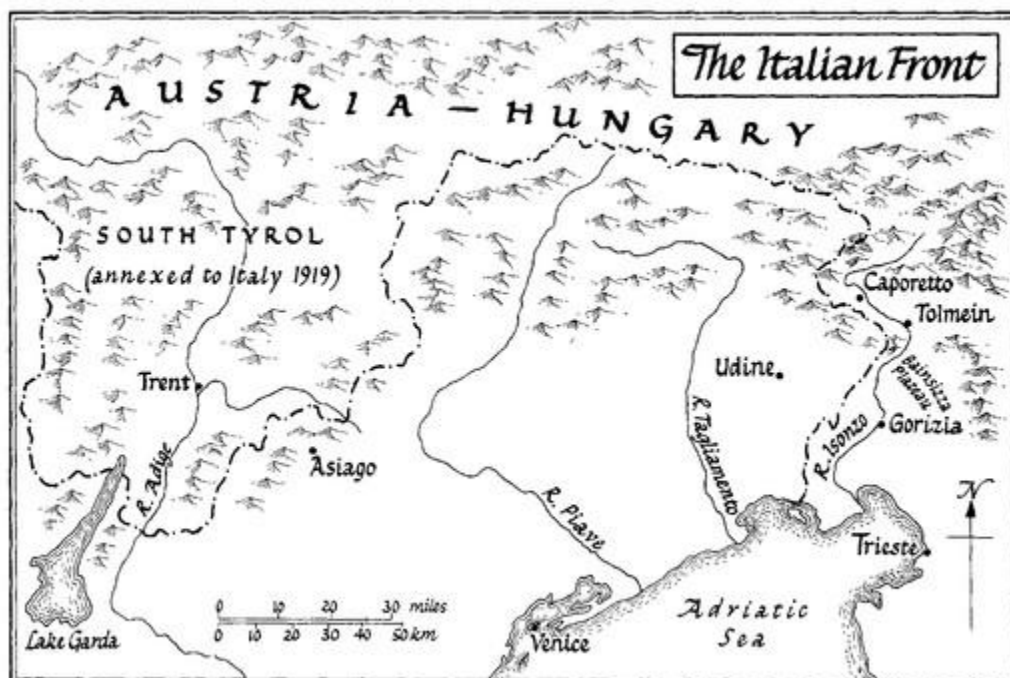 The Italian Front
AUSTRIA – HUNGARY
SOUTH TYROL
(annexed to Italy 1919)
Caporetto
Tolmein
Trent
Udine
Bainsizza
Plateau
R. Tagliamento
R. Isonzo
Gorizia
Asiago
R. Adige
R. Piave
N
Trieste
0 10 20 30 miles
0 10 20 30 40 50 km
Adriatic
Sea
Lake Garda
Venice